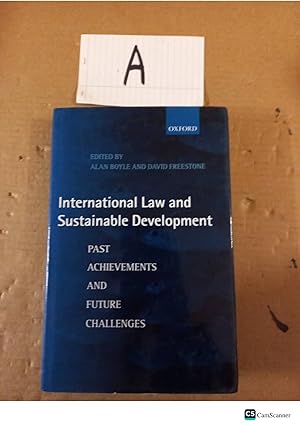 A
OXFORD
EDITED BY
ALAN BOYLE AND DAVID FREESTONE
International Law and
Sustainable Development
PAST
ACHIEVEMENTS
AND
FUTURE
CHALLENGES
CS CamScanner